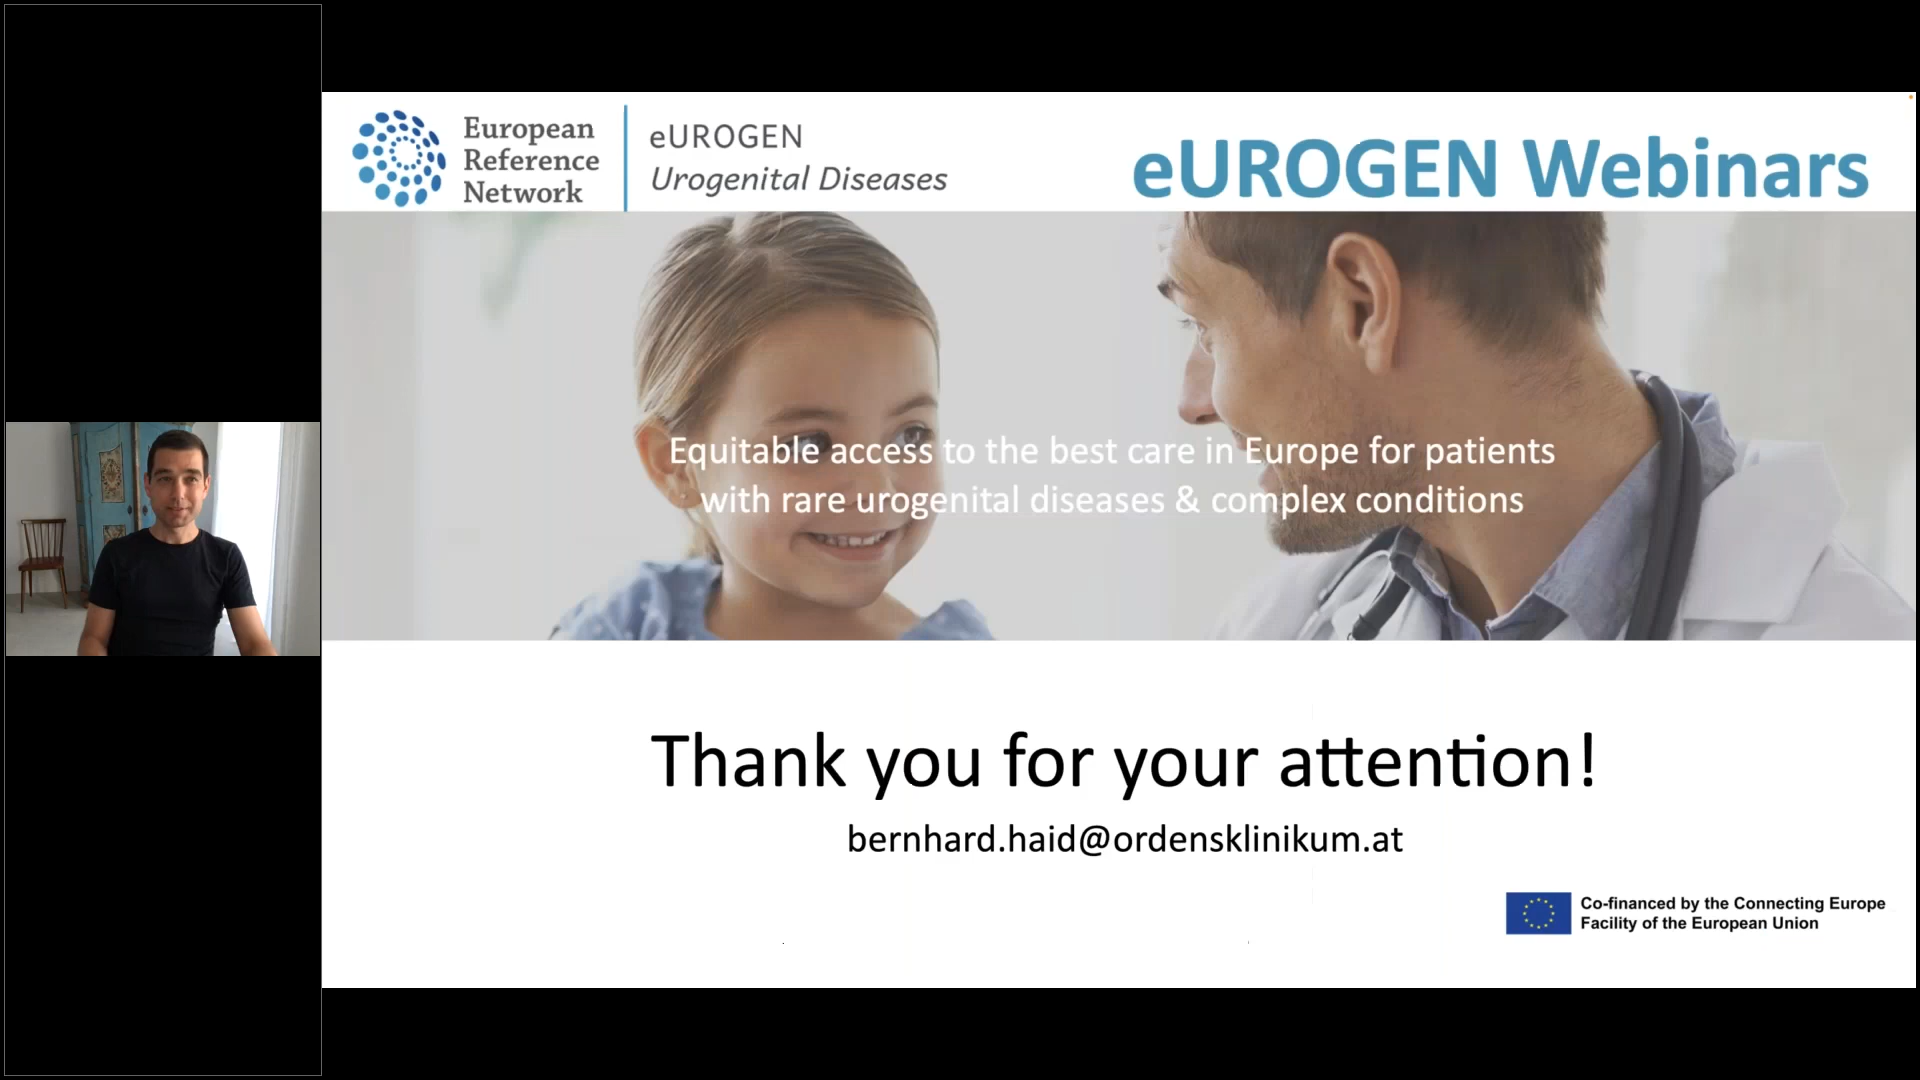 European
Reference
Network
eUROGEN
Urogenital Diseases
eUROGEN Webinars
Equitable access to the best care in Europe for patients
with rare urogenital diseases & complex conditions
Thank you for your attention!
bernhard.haid@ordensklinikum.at
Co-financed by the Connecting Europe
Facility of the European Union